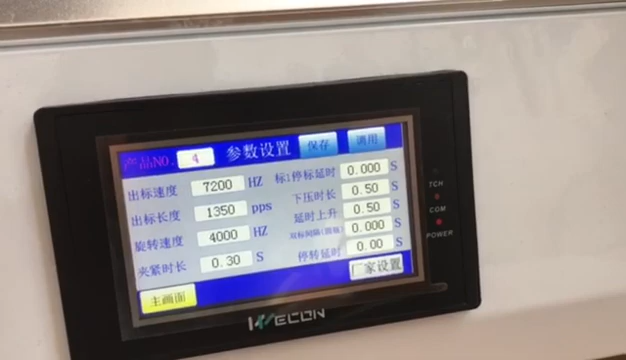 产品NO. 4 参数设置 保存 调用
出标速度 7200 HZ 标1停标延时 0.000 S
出标长度 1350 pps 下压时长 0.50 S
旋转速度 4000 HZ 延时上升 0.50 S
夹紧时长 0.30 S 双标间隔 0.000 S
停转延时 0.00 S
主画面 厂家设置
TCH
COM
POWER
WECON